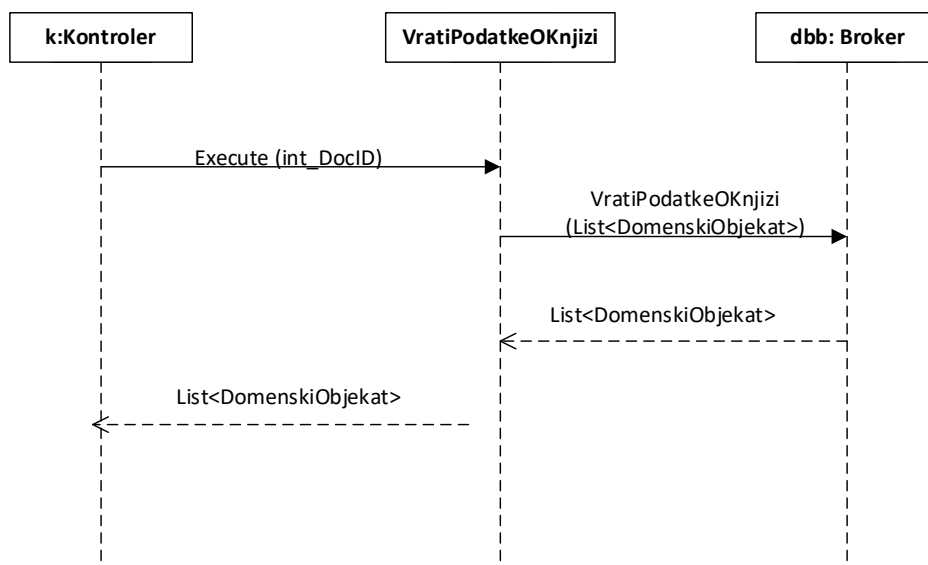 k:Kontroler
VratiPodatkeOKnjizi
dbb: Broker
Execute (int_DocID)
VratiPodatkeOKnjizi
(List<DomenskiObjekat>)
List<DomenskiObjekat>
List<DomenskiObjekat>